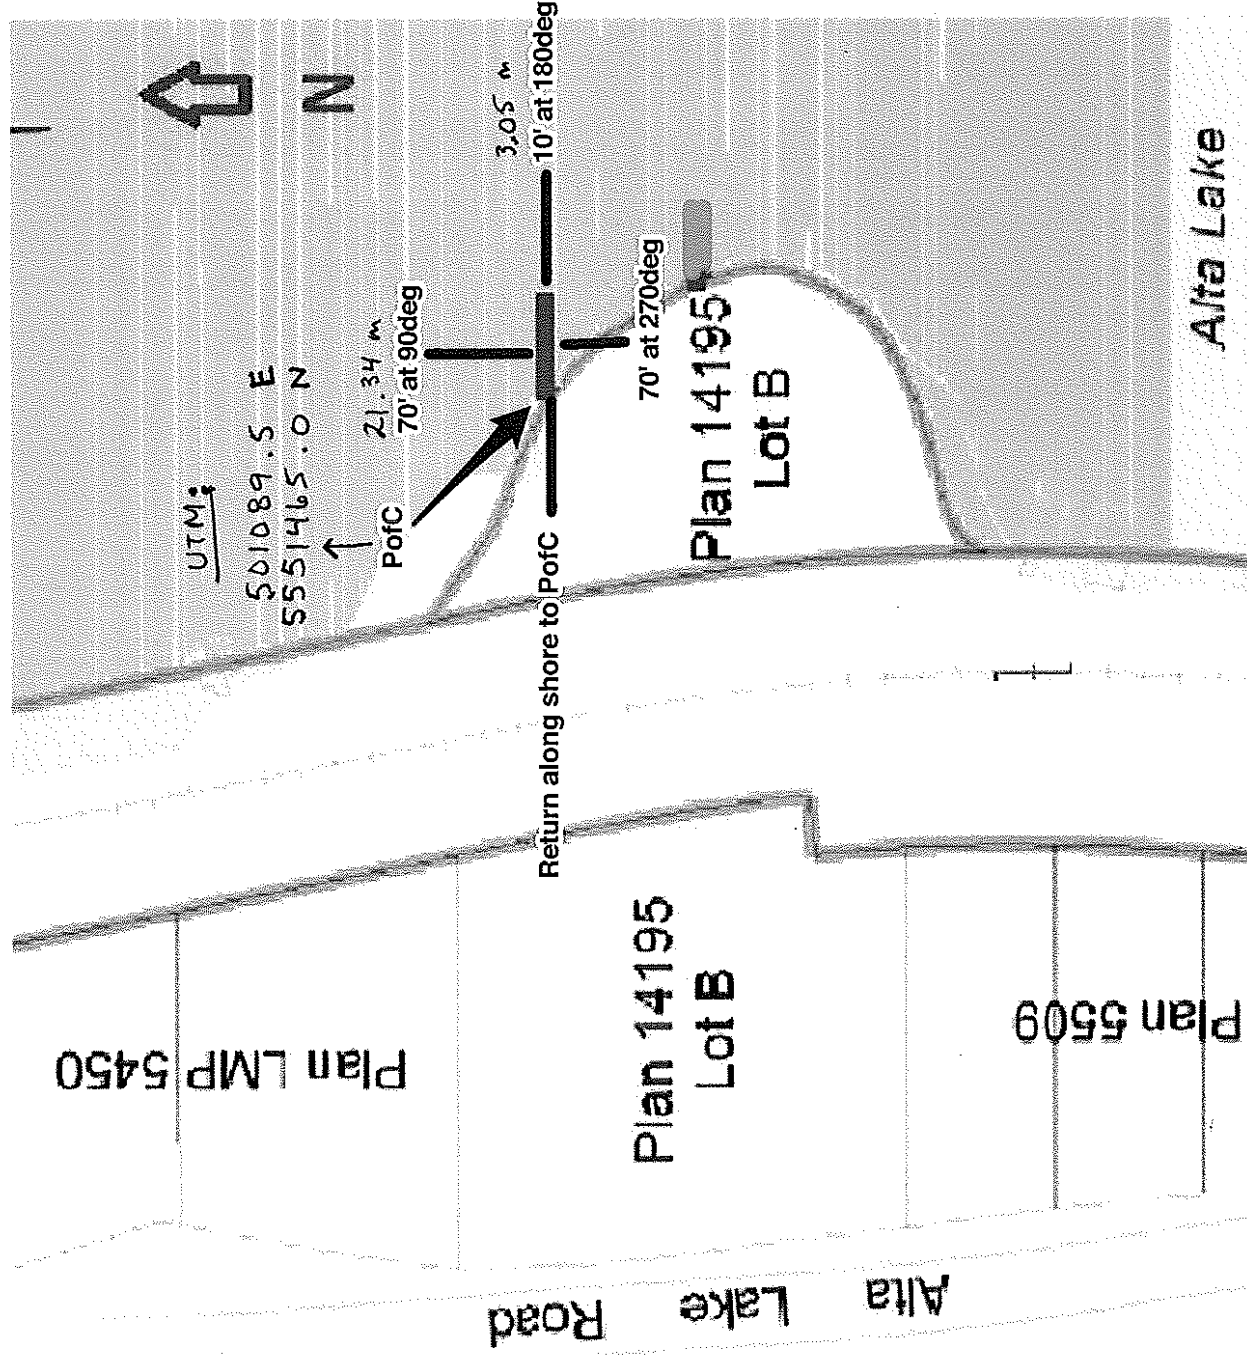 N
UTM:
501089.5 E
5551465.0 N
PofC
21.34 m
70' at 90deg
3.05 m
10' at 180deg
70' at 270deg
Return along shore to PofC
Plan 14195
Lot B
Alta Lake
Plan LMP 5450
Plan 14195
Lot B
Plan 5509
Alta Lake Road